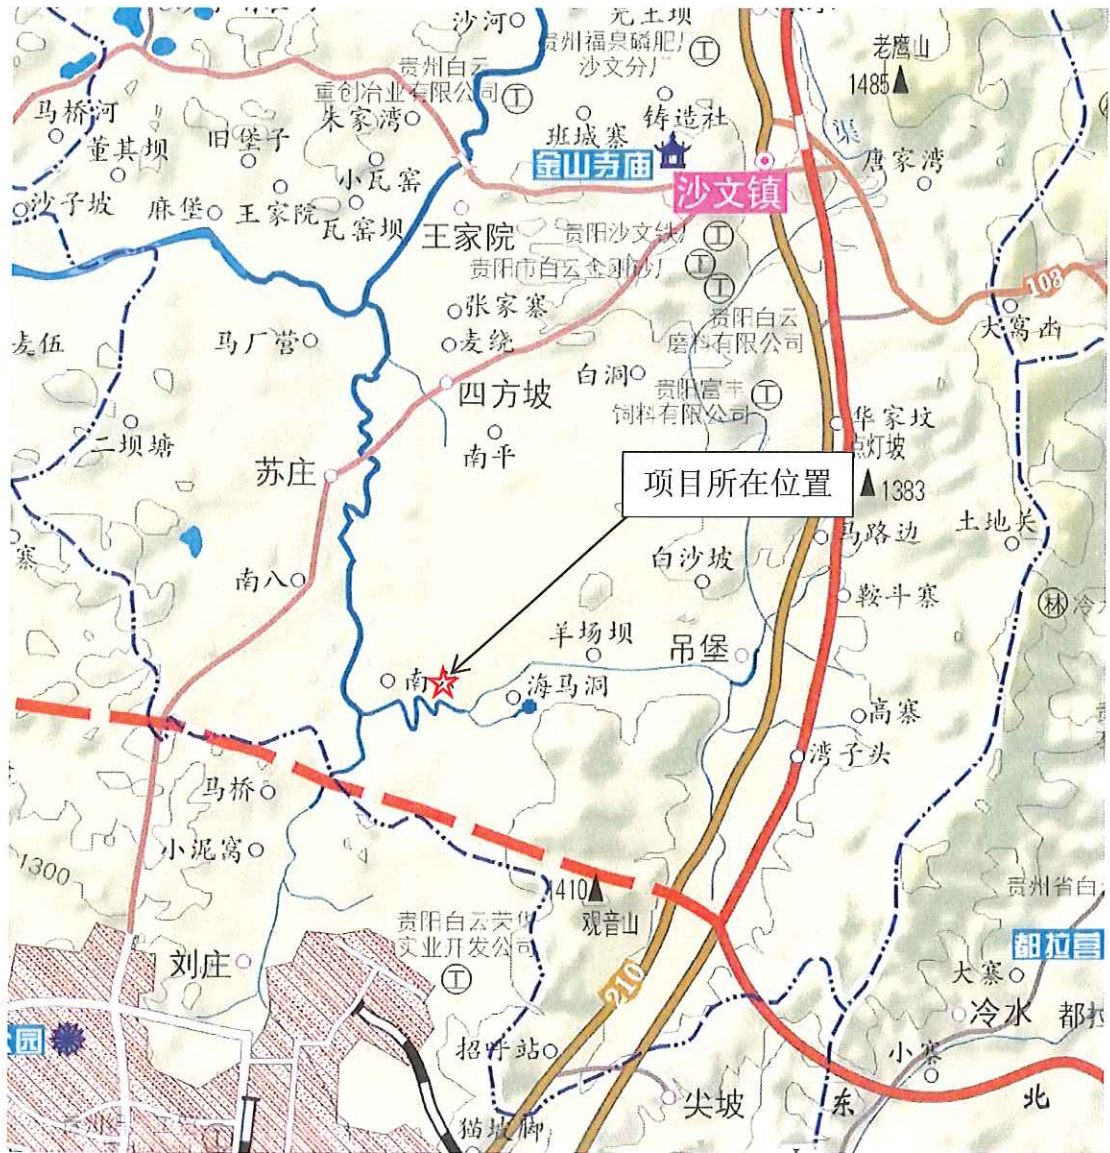 沙河
完土坝
贵州福泉磷肥厂
沙文分厂
老鹰山
1485
贵州白云
重创冶业有限公司
马桥河
朱家湾
班城寨
铸造社
渠
董其坝
旧堡子
金山寺庙
唐家湾
小瓦窑
沙文镇
沙子坡
麻堡
王家院
瓦窑坝
王家院
贵阳沙文铁厂
贵阳市白云金刚砂厂
103
张家寨
大窝凼
麦伍
马厂营
麦绕
贵阳白云
磨料有限公司
白洞
四方坡
贵阳富丰
饲料有限公司
华家坟
二坝塘
南平
点灯坡
苏庄
项目所在位置
1383
土地关
马路边
寨
白沙坡
南八
鞍斗寨
林
冷
羊场坝
吊堡
南
海马洞
高寨
湾子头
马桥
小泥窝
1300
1410
观音山
贵州省白
贵阳白云荣华
实业开发公司
都拉营
刘庄
大寨
210
冷水
都拉
公园
招呼站
小寨
尖坡
东
北
猫坡脚